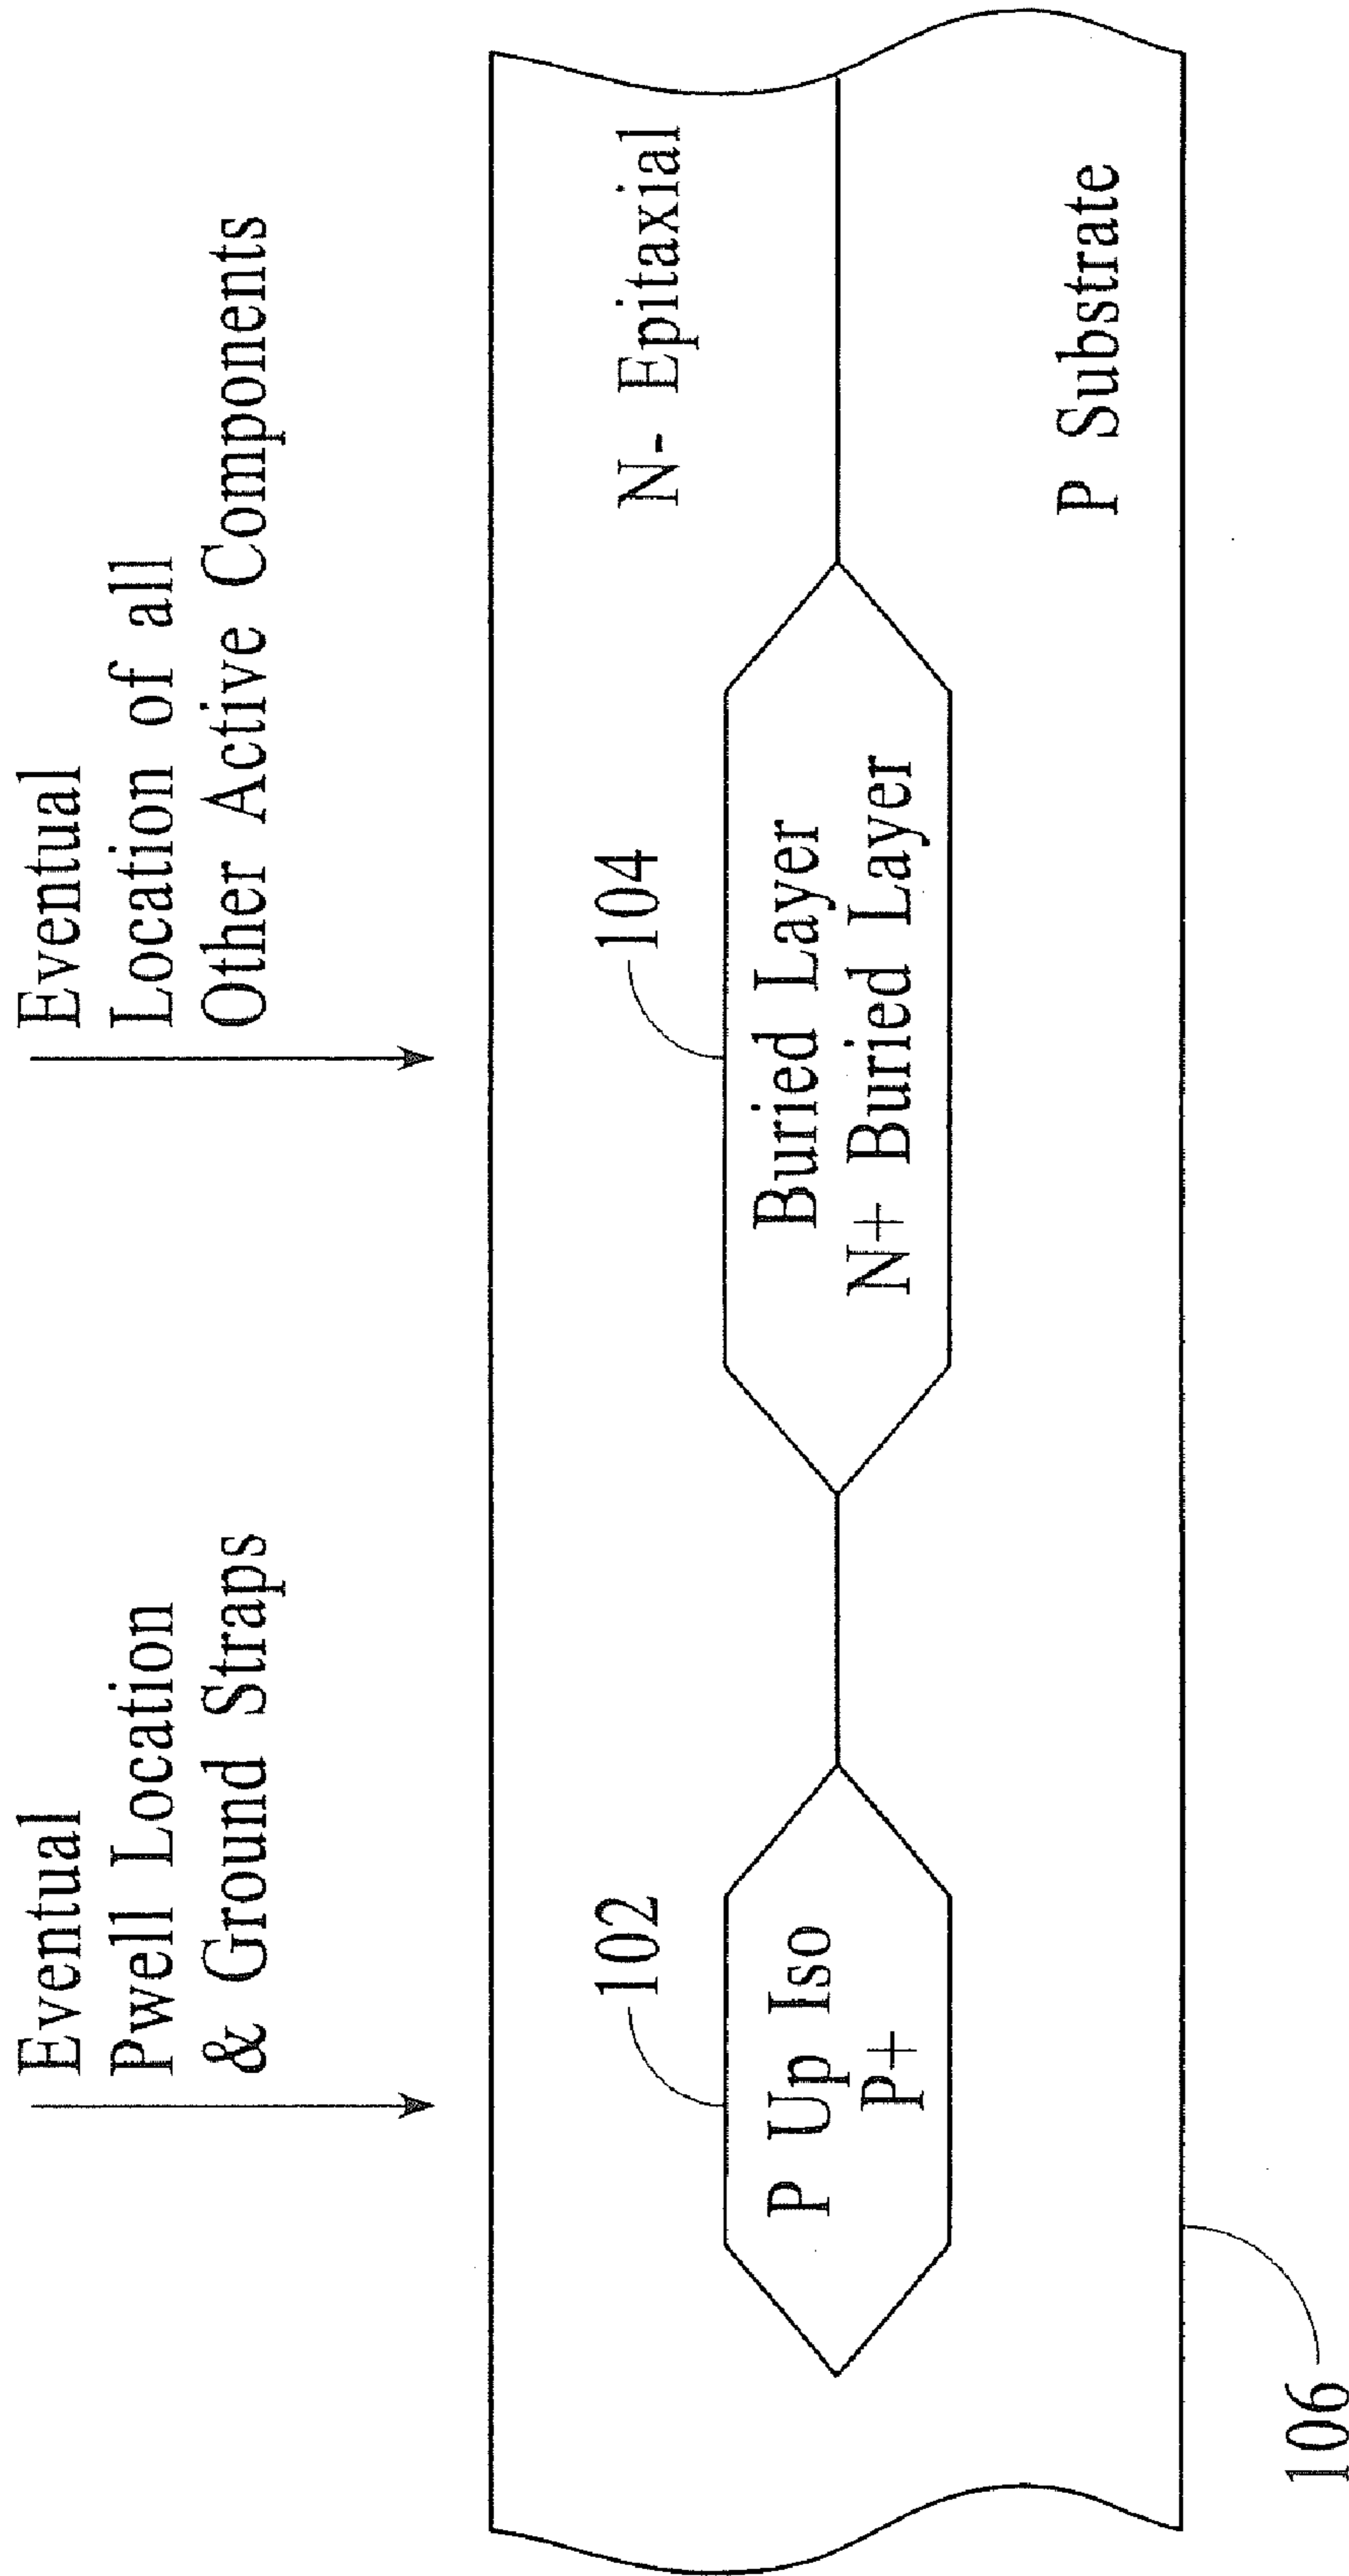 Eventual
Pwell Location
& Ground Straps
Eventual
Location of all
Other Active Components
102
104
N- Epitaxial
P Up Iso
P+
Buried Layer
N+ Buried Layer
P Substrate
106